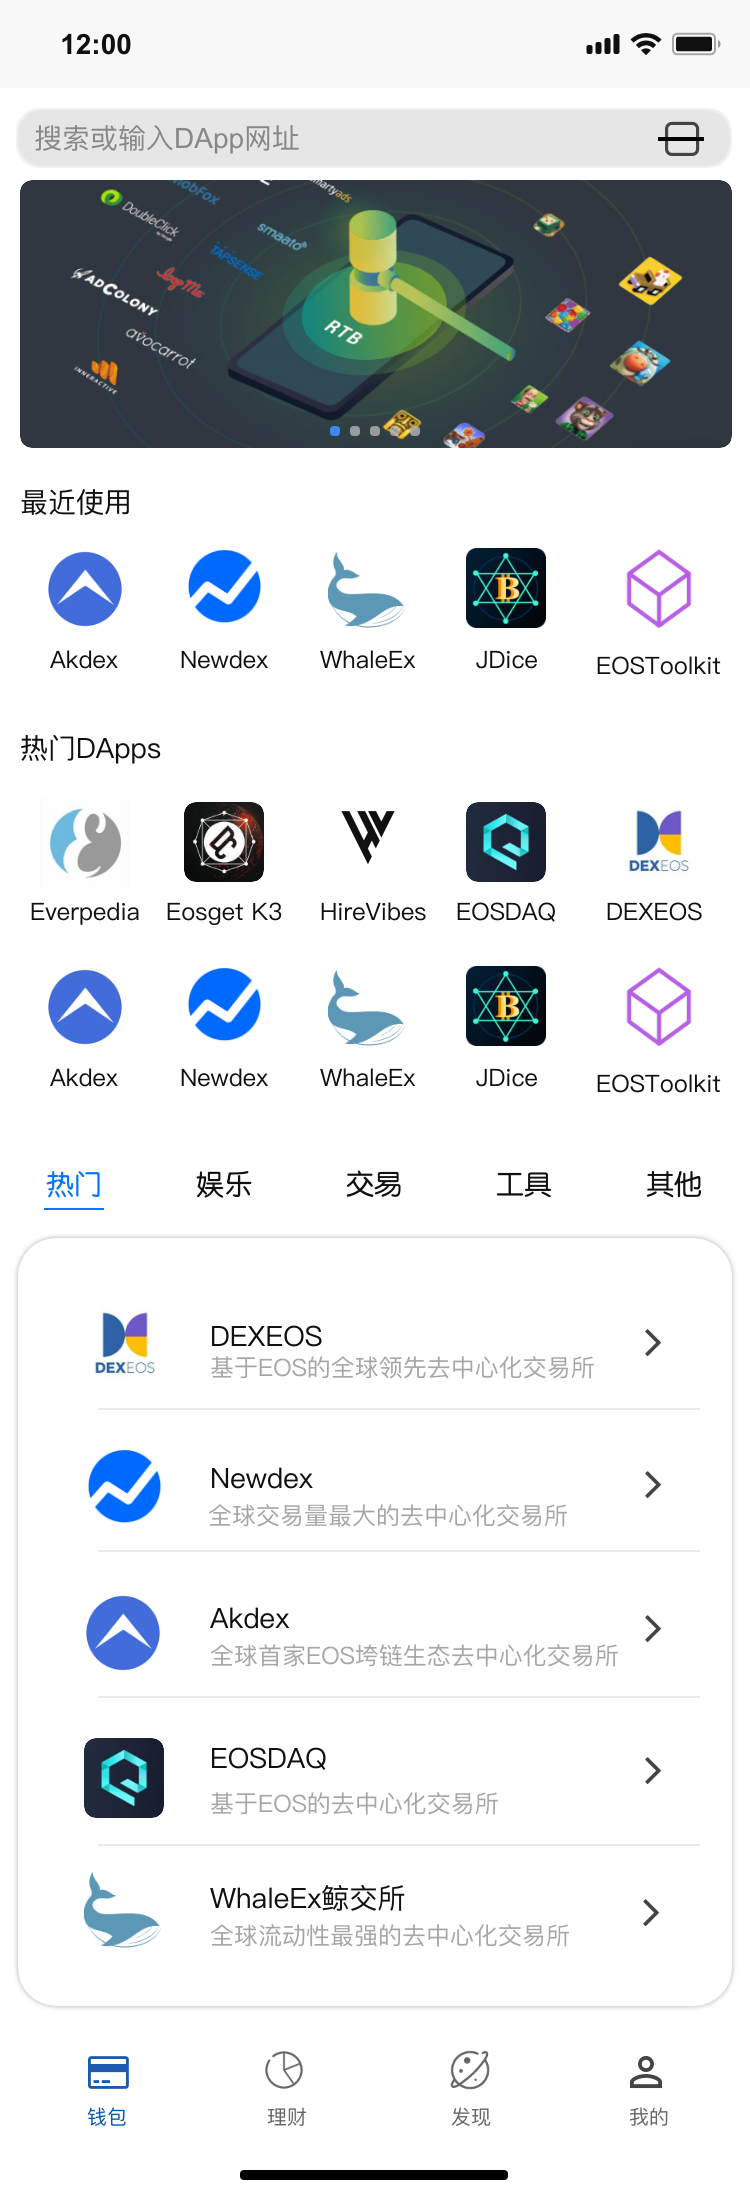 12:00
搜索或输入DApp网址
mobFox
smartyads
DoubleClick
by Google
smaato
TAPSENSE
ADCOLONY
avocarrot
INNERACTIVE
RTB
最近使用
Akdex Newdex WhaleEx JDice EOSToolkit
热门DApps
DEXEOS
Everpedia Eosget K3 HireVibes EOSDAQ DEXEOS
Akdex Newdex WhaleEx JDice EOSToolkit
热门 娱乐 交易 工具 其他
DEXEOS
DEXEOS
基于EOS的全球领先去中心化交易所
Newdex
全球交易量最大的去中心化交易所
Akdex
全球首家EOS垮链生态去中心化交易所
EOSDAQ
基于EOS的去中心化交易所
WhaleEx鲸交所
全球流动性最强的去中心化交易所
钱包 理财 发现 我的